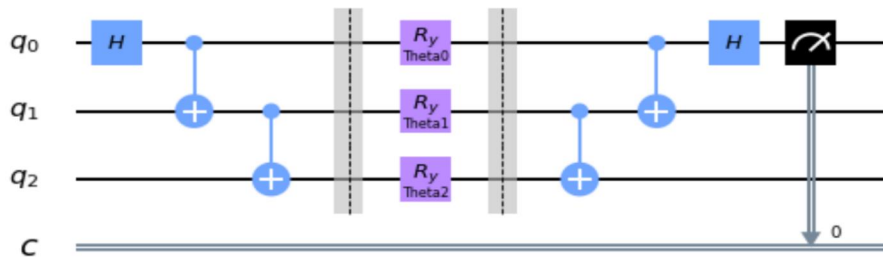 q0 H Ry Theta0 H
q1 Ry Theta1
q2 Ry Theta2
c 0